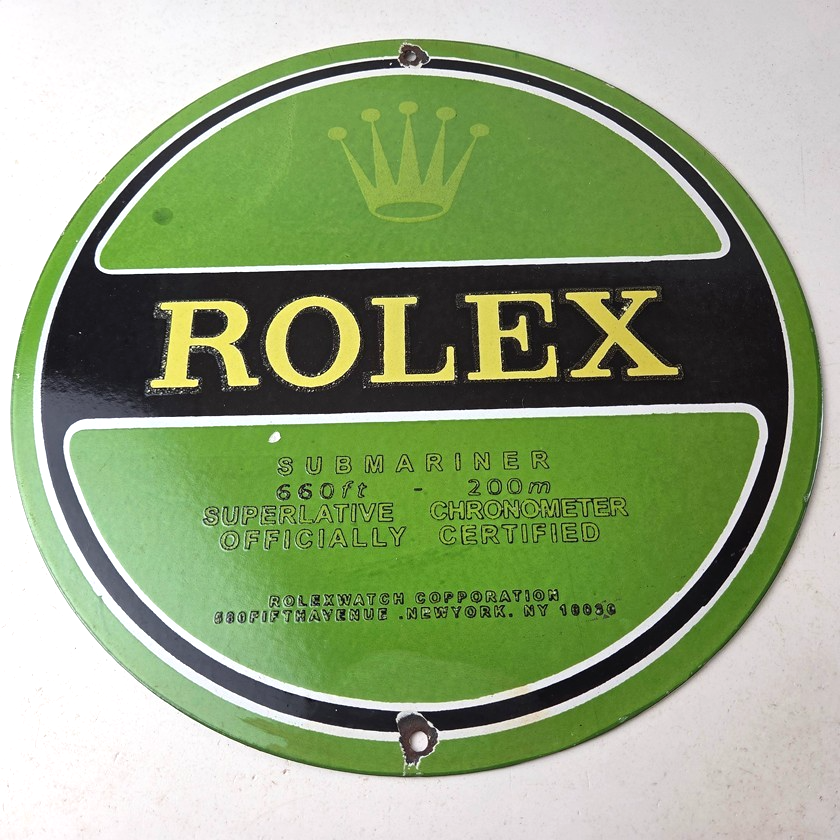 ROLEX
SUBMARINER
660ft - 200m
SUPERLATIVE CHRONOMETER
OFFICIALLY CERTIFIED
ROLEXWATCH COPPORATION
580FIFTHAVENUE .NEWYORK. NY